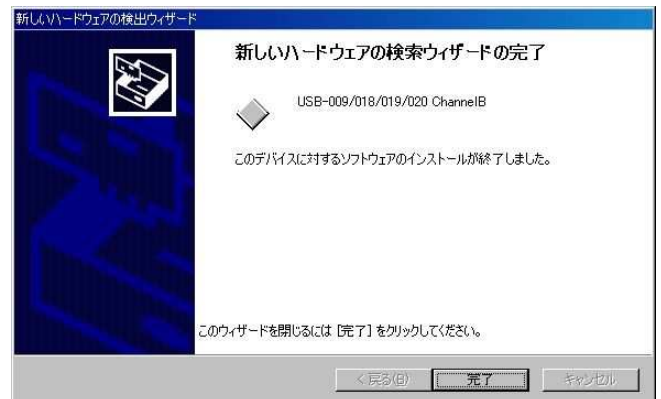 新しいハードウェアの検出ウィザード
新しいハードウェアの検索ウィザードの完了
USB-009/018/019/020 ChannelB
このデバイスに対するソフトウェアのインストールが終了しました。
このウィザードを閉じるには [完了] をクリックしてください。
< 戻る(B)
完了
キャンセル